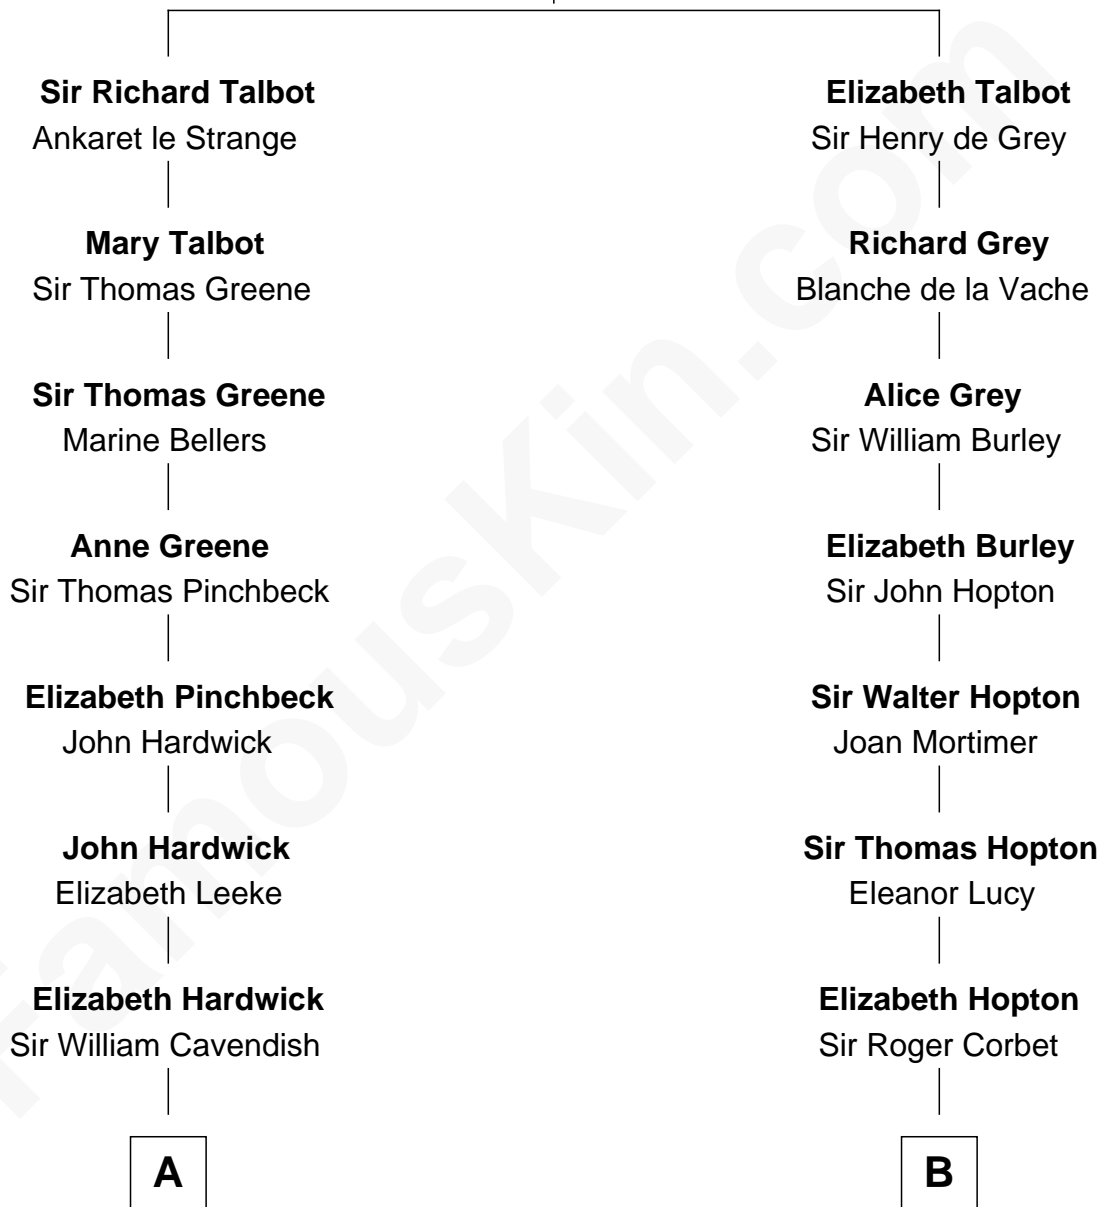 Sir Richard Talbot
Ankaret le Strange
Mary Talbot
Sir Thomas Greene
Sir Thomas Greene
Marine Bellers
Anne Greene
Sir Thomas Pinchbeck
Elizabeth Pinchbeck
John Hardwick
John Hardwick
Elizabeth Leeke
Elizabeth Hardwick
Sir William Cavendish
A
Elizabeth Talbot
Sir Henry de Grey
Richard Grey
Blanche de la Vache
Alice Grey
Sir William Burley
Elizabeth Burley
Sir John Hopton
Sir Walter Hopton
Joan Mortimer
Sir Thomas Hopton
Eleanor Lucy
Elizabeth Hopton
Sir Roger Corbet
B
FamousKin.com